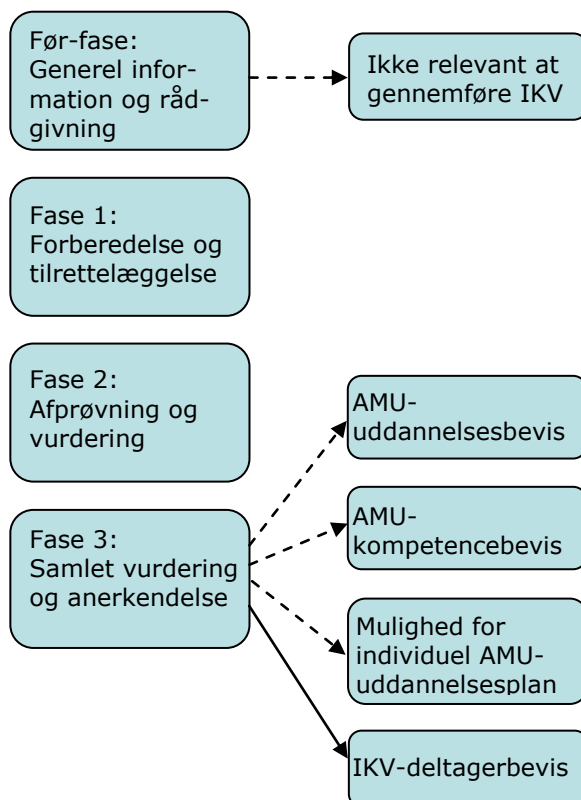 Før-fase:
Generel infor-
mation og råd-
givning
Ikke relevant at
gennemføre IKV
Fase 1:
Forberedelse og
tilrettelæggelse
Fase 2:
Afprøvning og
vurdering
AMU-
uddannelsesbevis
AMU-
kompetencebevis
Fase 3:
Samlet vurdering
og anerkendelse
Mulighed for
individuel AMU-
uddannelsesplan
IKV-deltagerbevis